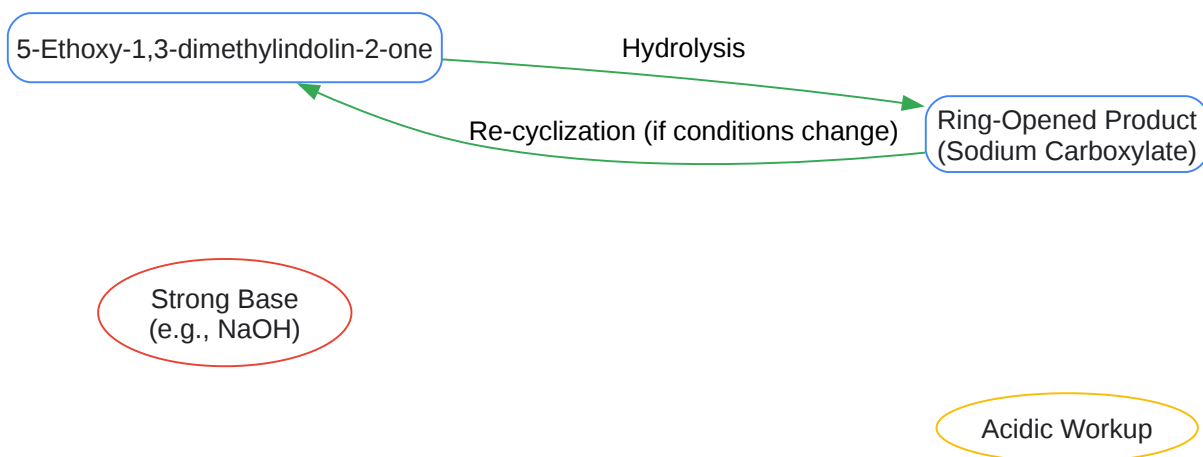 5-Ethoxy-1,3-dimethylindolin-2-one
Hydrolysis
Re-cyclization (if conditions change)
Ring-Opened Product
(Sodium Carboxylate)
Strong Base
(e.g., NaOH)
Acidic Workup